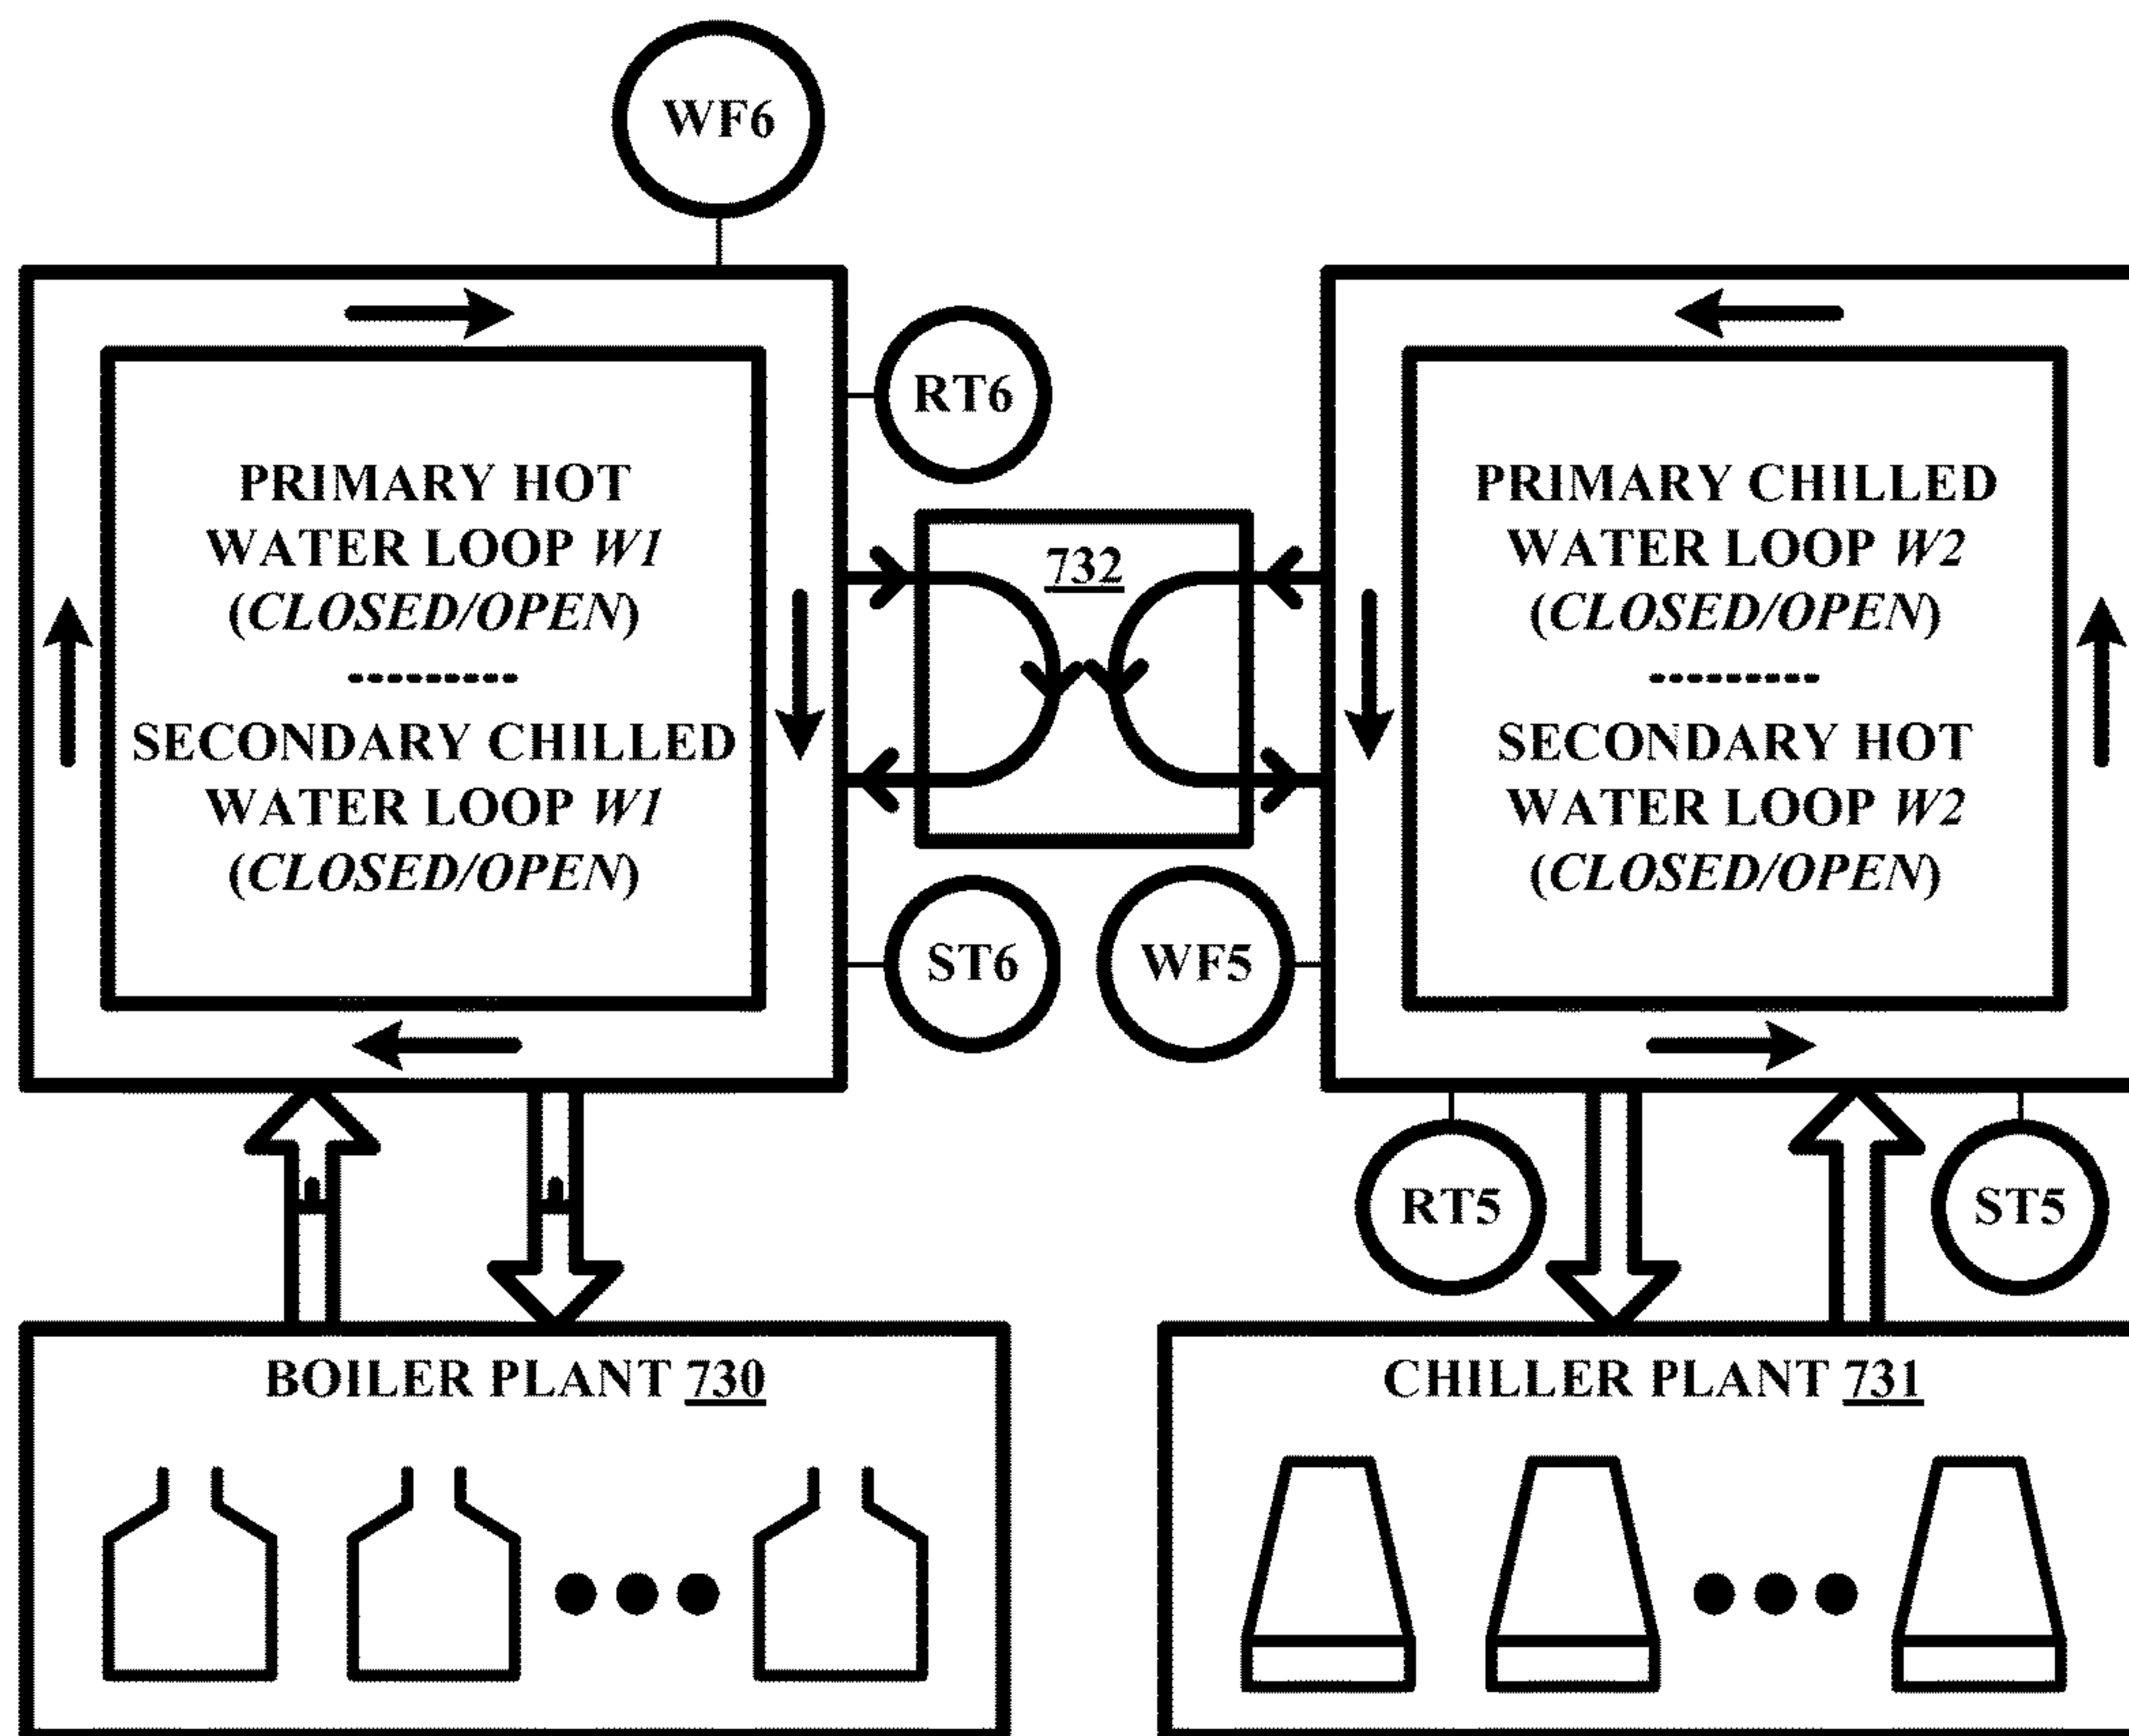 WF6
RT6
PRIMARY HOT
WATER LOOP W1
(CLOSED/OPEN)
---------
SECONDARY CHILLED
WATER LOOP W1
(CLOSED/OPEN)
732
PRIMARY CHILLED
WATER LOOP W2
(CLOSED/OPEN)
---------
SECONDARY HOT
WATER LOOP W2
(CLOSED/OPEN)
ST6
WF5
RT5
ST5
BOILER PLANT 730
CHILLER PLANT 731